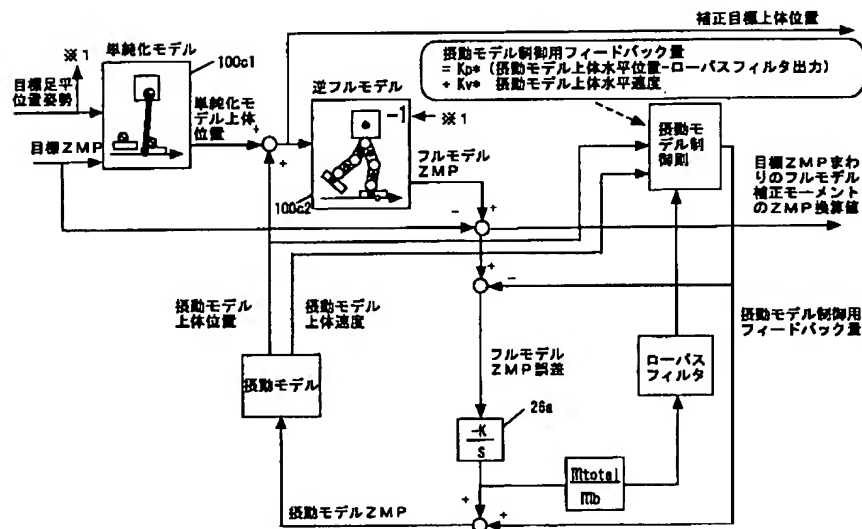 補正目標上体位置
※1
単純化モデル
100c1
摂動モデル制御用フィードバック量
= Kp* (摂動モデル上体水平位置-ローパスフィルタ出力)
+ Kv* 摂動モデル上体水平速度
目標足平
位置姿勢
単純化モ
デル上体
位置
逆フルモデル
-1
※1
摂動モ
デル制
御則
目標ZMP
+
+
フルモデル
ZMP
100c2
目標ZMPまわ
りのフルモデル
補正モーメント
のZMP換算値
+
-
+
-
摂動モデル
上体位置
摂動モデル
上体速度
摂動モデル制御用
フィードバック量
フルモデル
ZMP誤差
ローパス
フィルタ
摂動モデル
26a
-K
S
mtotal
mb
+
+
摂動モデルZMP